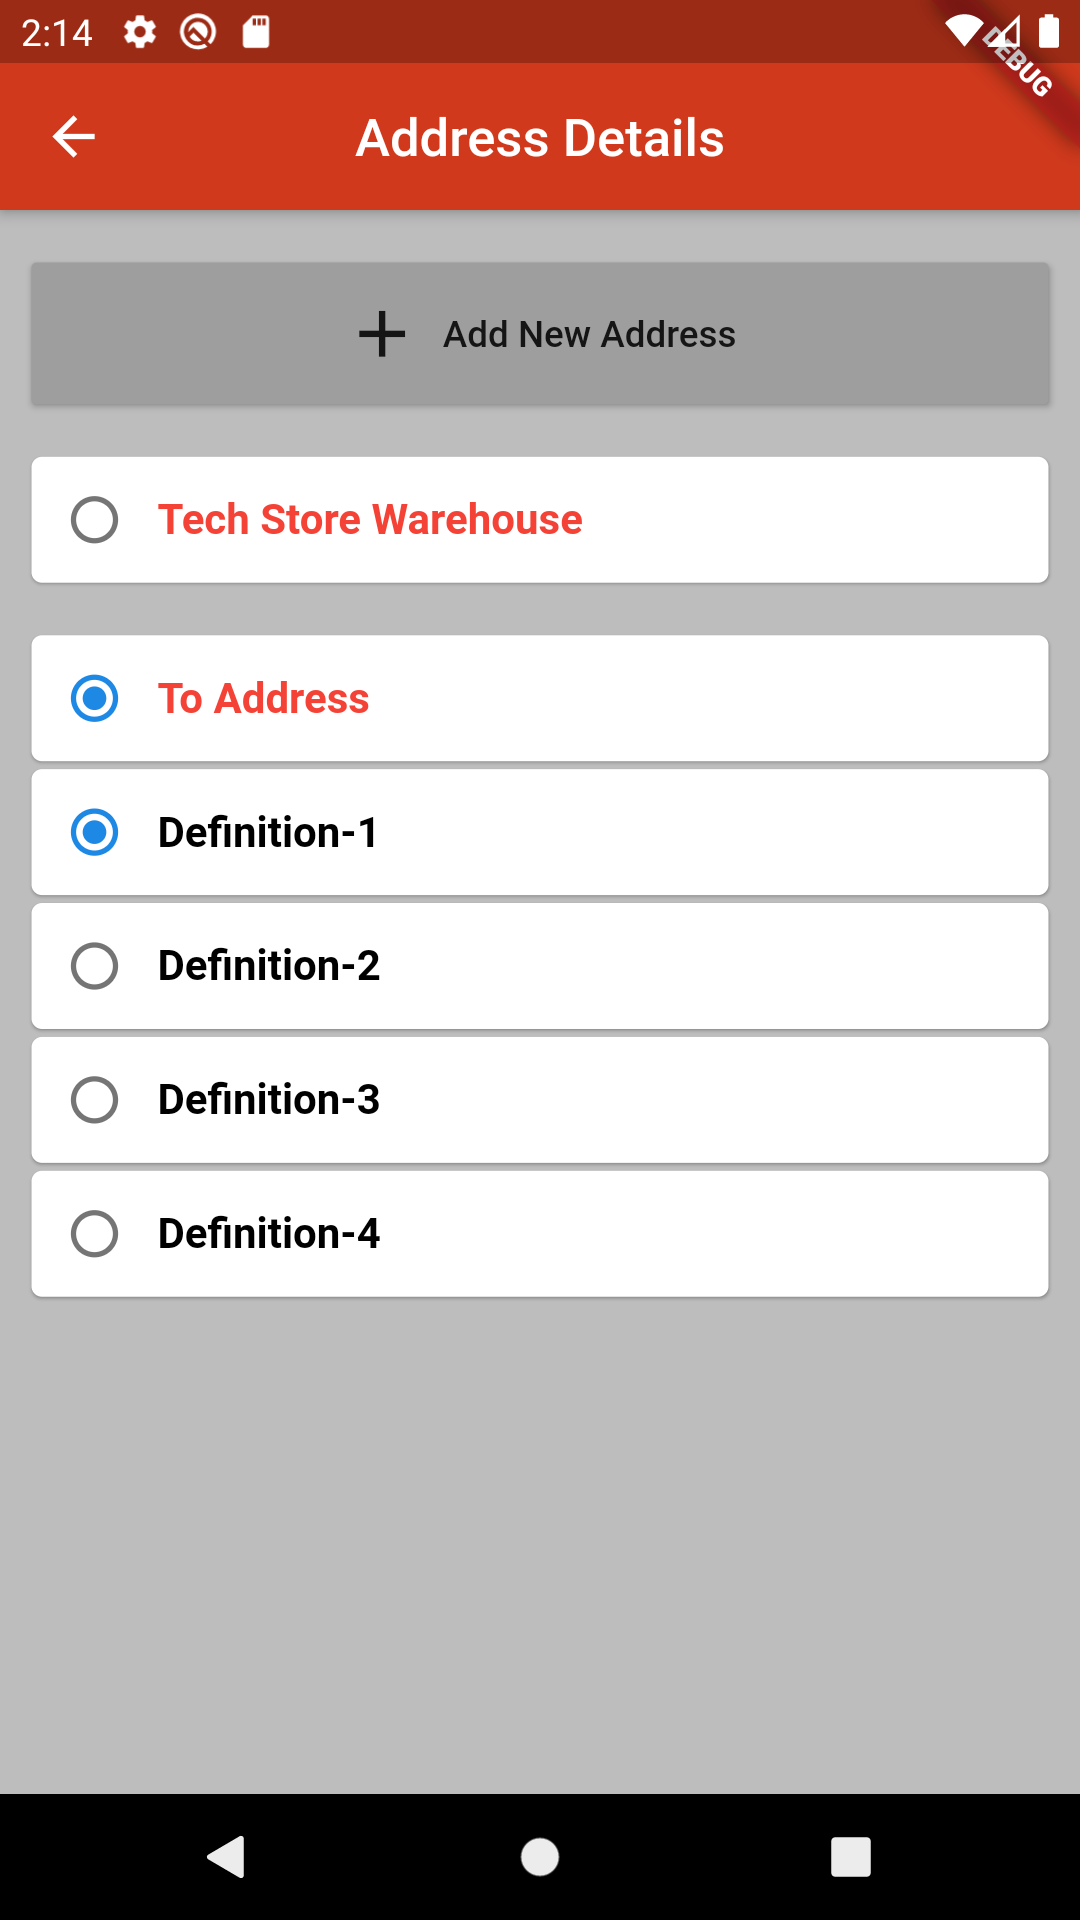 2:14
DEBUG
Address Details
Add New Address
Tech Store Warehouse
To Address
Definition-1
Definition-2
Definition-3
Definition-4